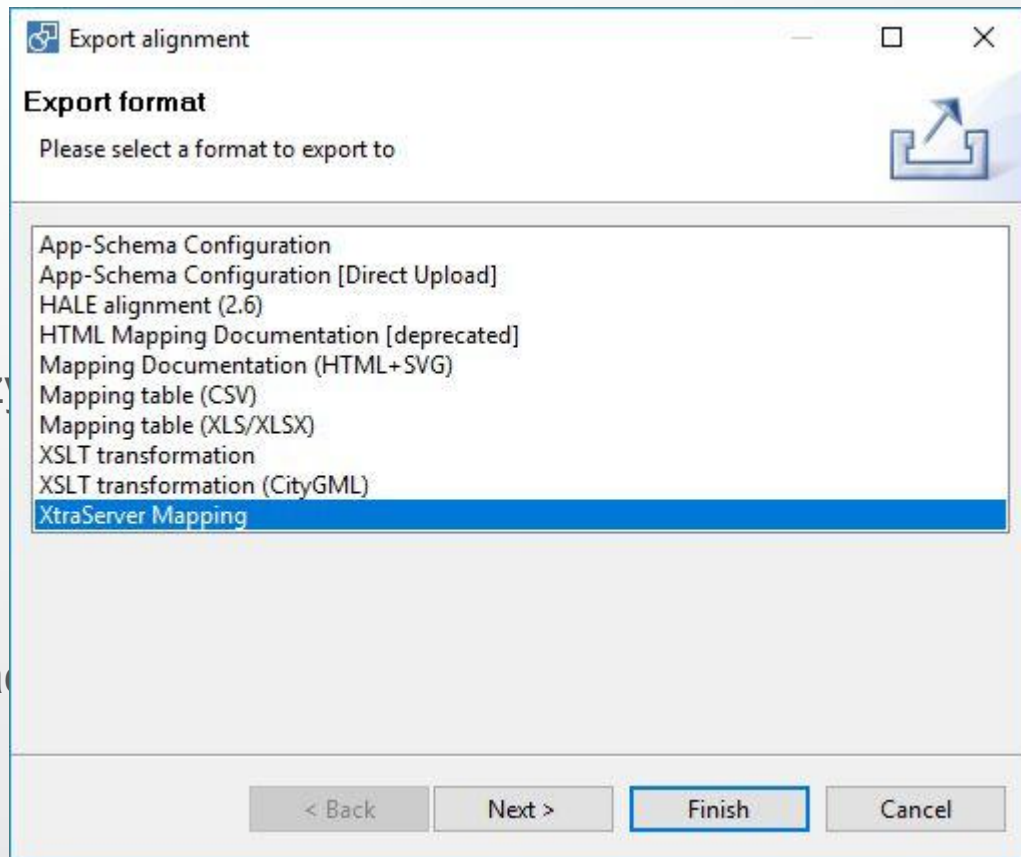 Export alignment
Export format
Please select a format to export to
App-Schema Configuration
App-Schema Configuration [Direct Upload]
HALE alignment (2.6)
HTML Mapping Documentation [deprecated]
Mapping Documentation (HTML+SVG)
Mapping table (CSV)
Mapping table (XLS/XLSX)
XSLT transformation
XSLT transformation (CityGML)
XtraServer Mapping
< Back Next > Finish Cancel